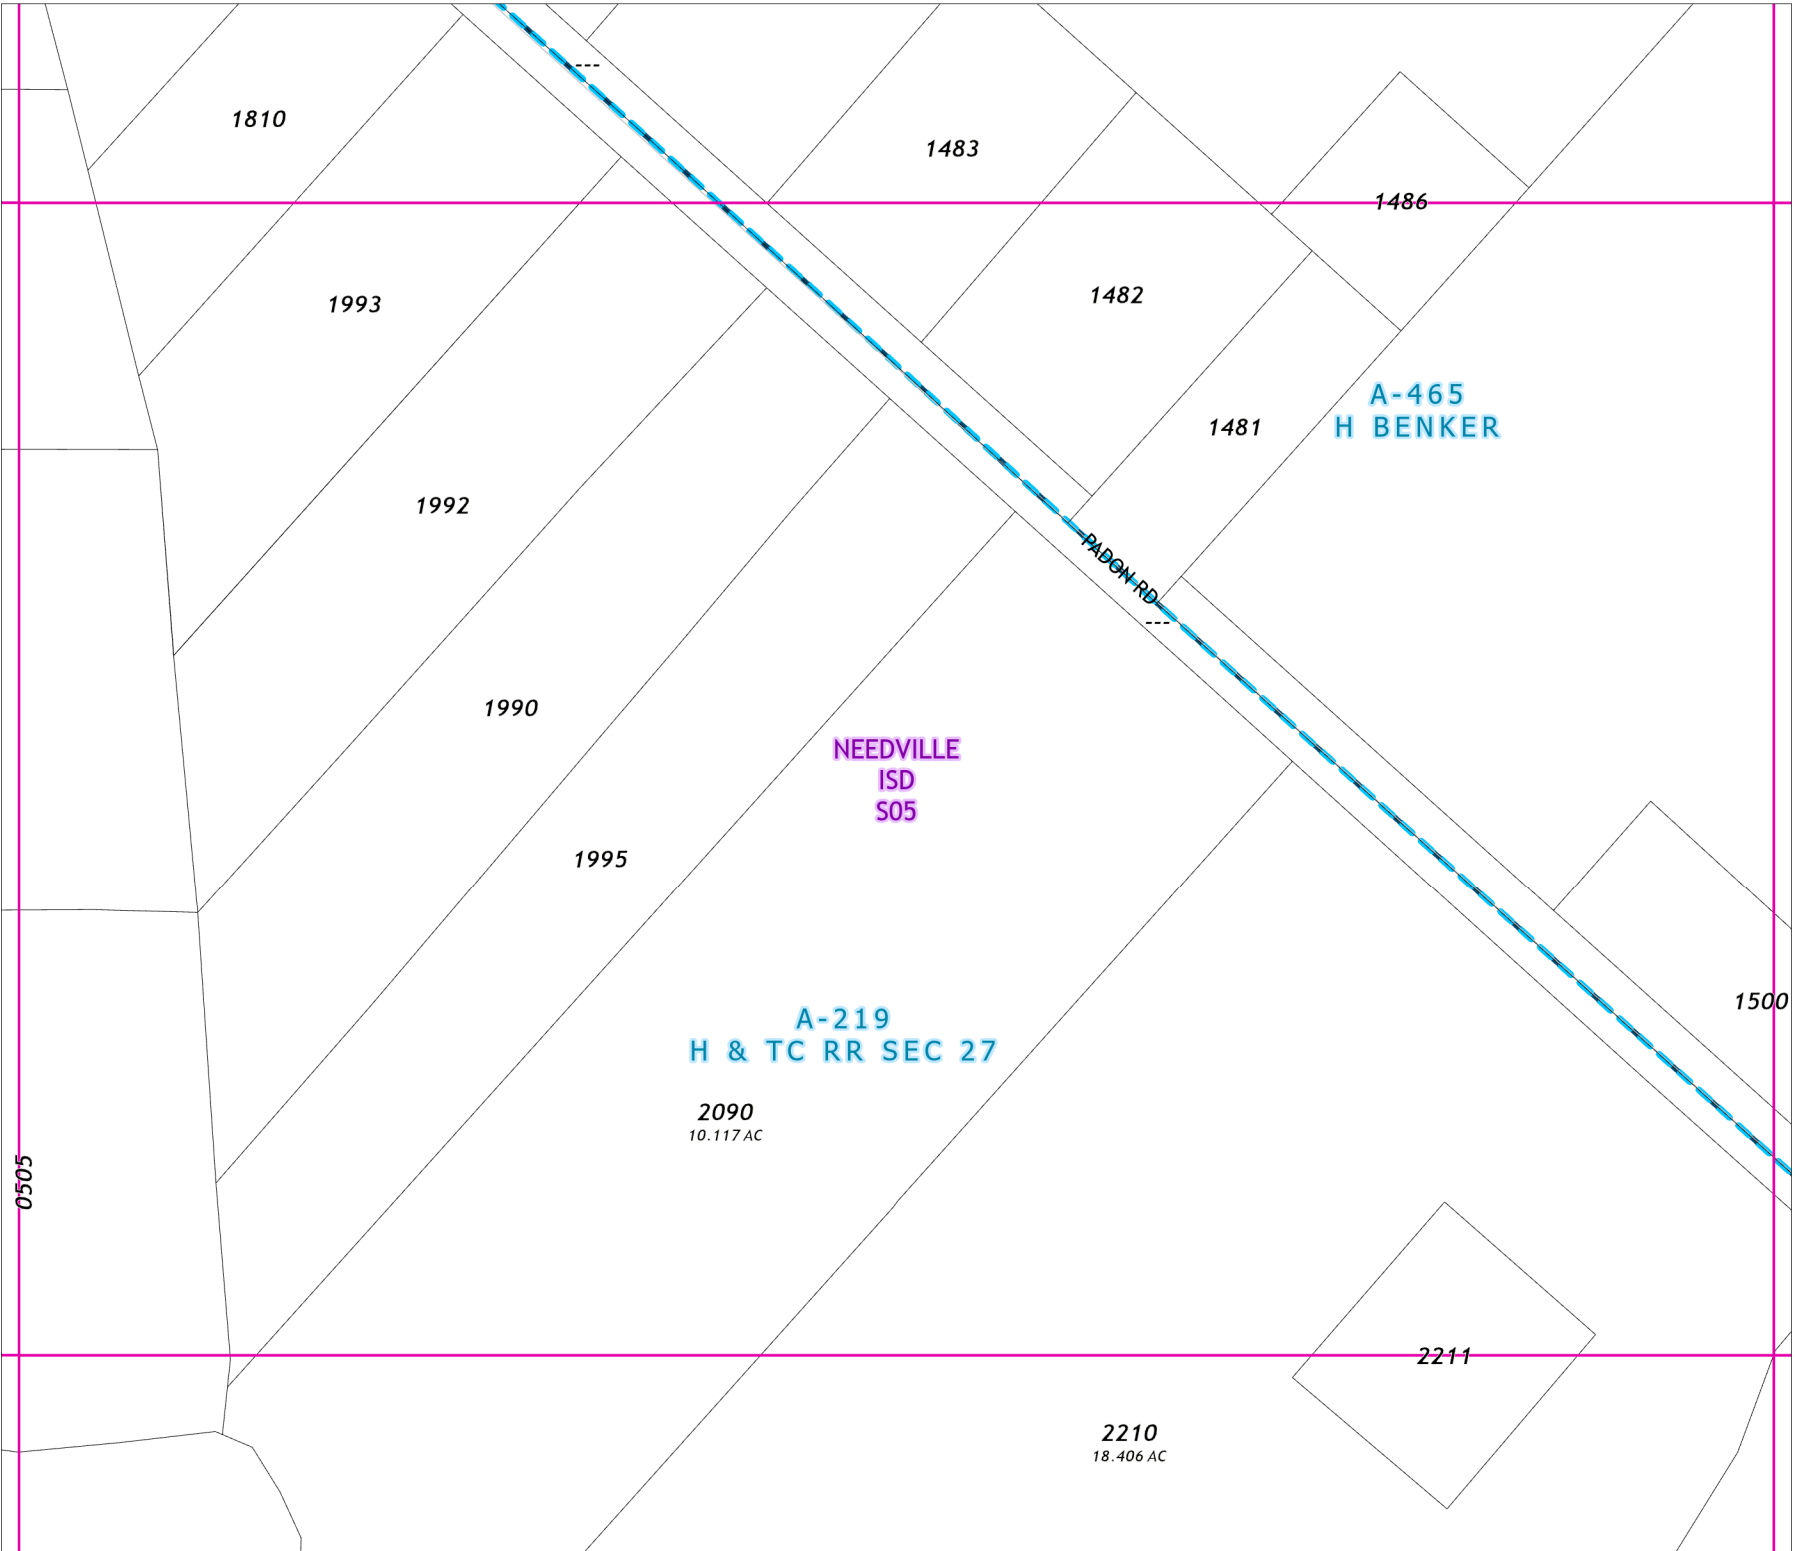 ---
1810
1483
1486
1993
1482
A-465
H BENKER
1481
1992
PADON RD
---
1990
NEEDVILLE
ISD
S05
1995
1500
A-219
H & TC RR SEC 27
2090
10.117 AC
0505
2211
2210
18.406 AC